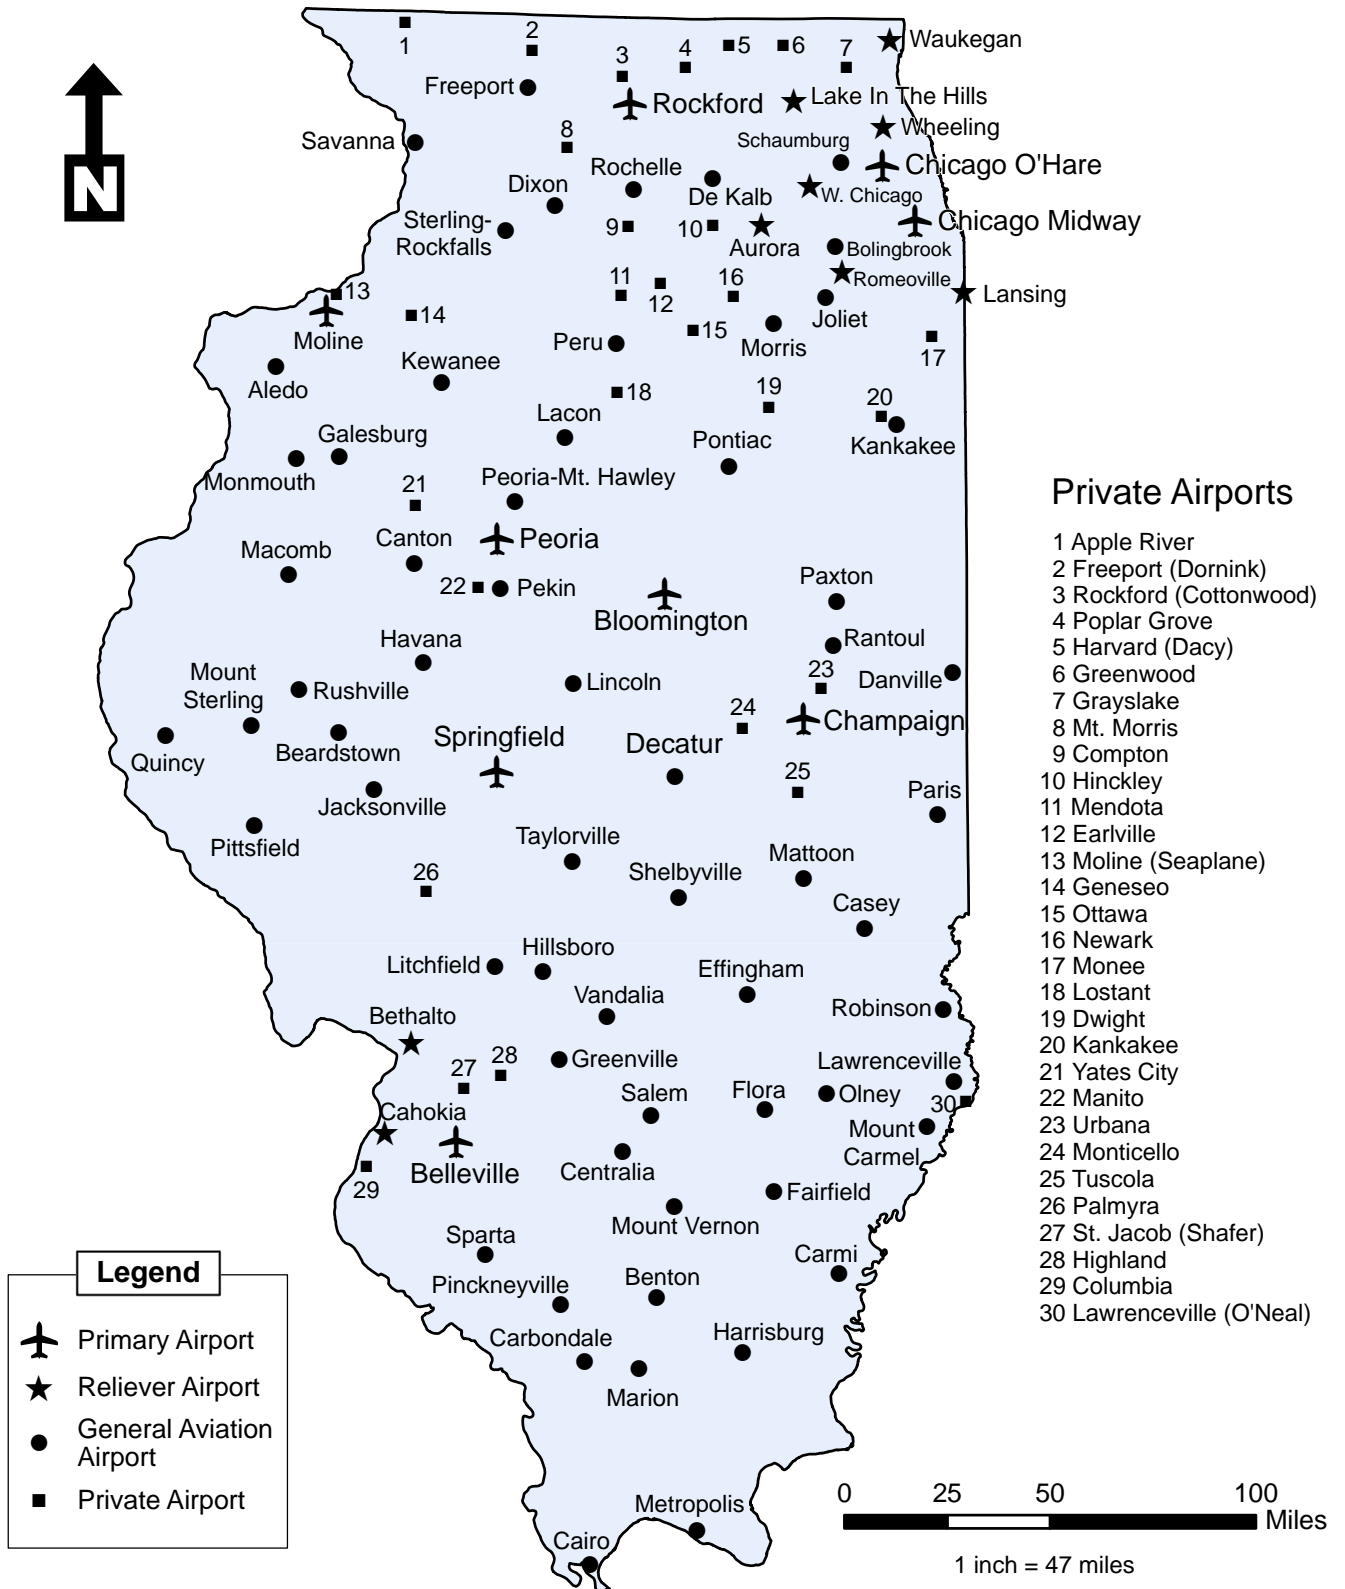 1
2
3
4
5
6
7
Waukegan
Freeport
Rockford
Lake In The Hills
Wheeling
Savanna
8
Schaumburg
Chicago O'Hare
N
Rochelle
Dixon
De Kalb
W. Chicago
Sterling-
Rockfalls
9
10
Chicago Midway
Aurora
Bolingbrook
13
11
12
16
Romeoville
Lansing
14
Moline
Peru
15
Joliet
Morris
17
Kewanee
Aledo
18
19
20
Lacon
Galesburg
Pontiac
Kankakee
Monmouth
Peoria-Mt. Hawley
21
Canton
Peoria
Macomb
22
Pekin
Paxton
Bloomington
Havana
Rantoul
Mount
Sterling
Rushville
Lincoln
23
Danville
24
Champaign
Beardstown
Springfield
Decatur
Quincy
25
Paris
Jacksonville
Pittsfield
Taylorville
Mattoon
26
Shelbyville
Casey
Hillsboro
Litchfield
Effingham
Vandalia
Robinson
Bethalto
27
28
Greenville
Lawrenceville
Salem
Flora
Olney
30
Cahokia
Mount
Carmel
Belleville
Centralia
29
Fairfield
Mount Vernon
Sparta
Carmi
Pinckneyville
Benton
Carbondale
Harrisburg
Marion
Metropolis
Cairo
Private Airports
1 Apple River
2 Freeport (Dornink)
3 Rockford (Cottonwood)
4 Poplar Grove
5 Harvard (Dacy)
6 Greenwood
7 Grayslake
8 Mt. Morris
9 Compton
10 Hinckley
11 Mendota
12 Earlville
13 Moline (Seaplane)
14 Geneseo
15 Ottawa
16 Newark
17 Monee
18 Lostant
19 Dwight
20 Kankakee
21 Yates City
22 Manito
23 Urbana
24 Monticello
25 Tuscola
26 Palmyra
27 St. Jacob (Shafer)
28 Highland
29 Columbia
30 Lawrenceville (O'Neal)
Legend
Primary Airport
Reliever Airport
General Aviation
Airport
Private Airport
0 25 50 100
Miles
1 inch = 47 miles